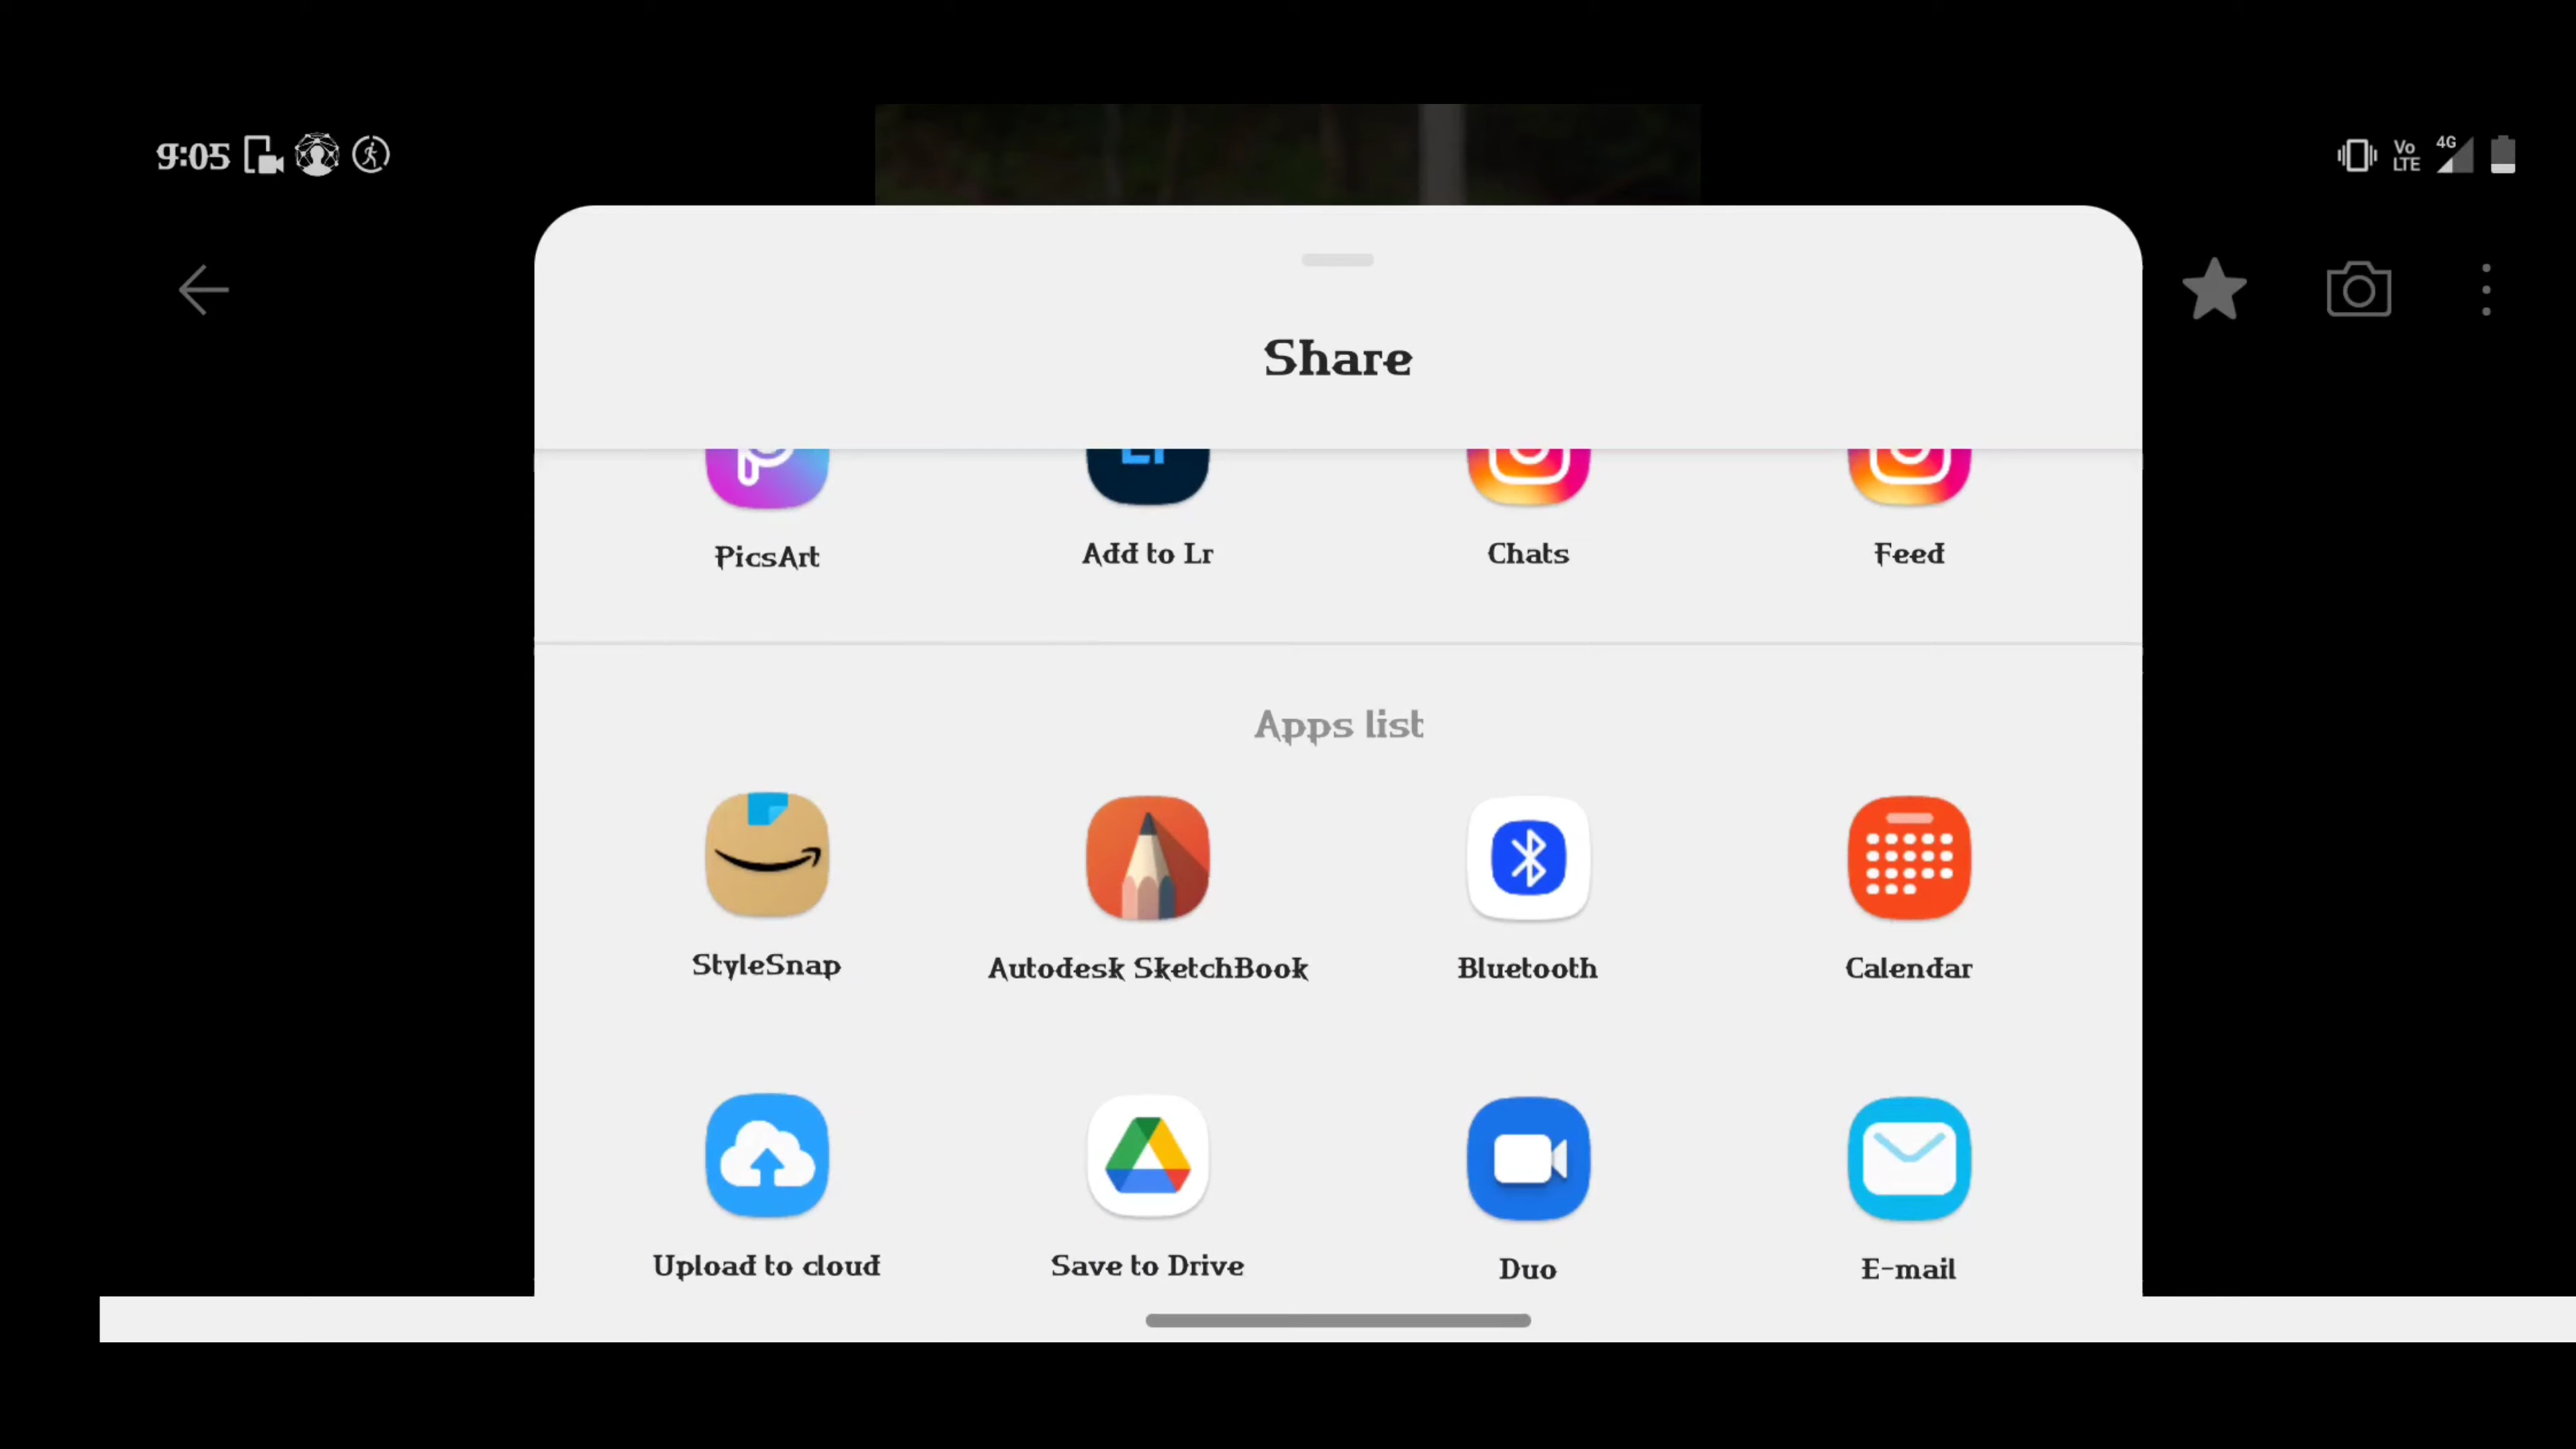 9:05
Vo
LTE
4G
Share
PicsArt
Add to Lr
Chats
Feed
Apps list
StyleSnap
Autodesk SketchBook
Bluetooth
Calendar
Upload to cloud
Save to Drive
Duo
E-mail